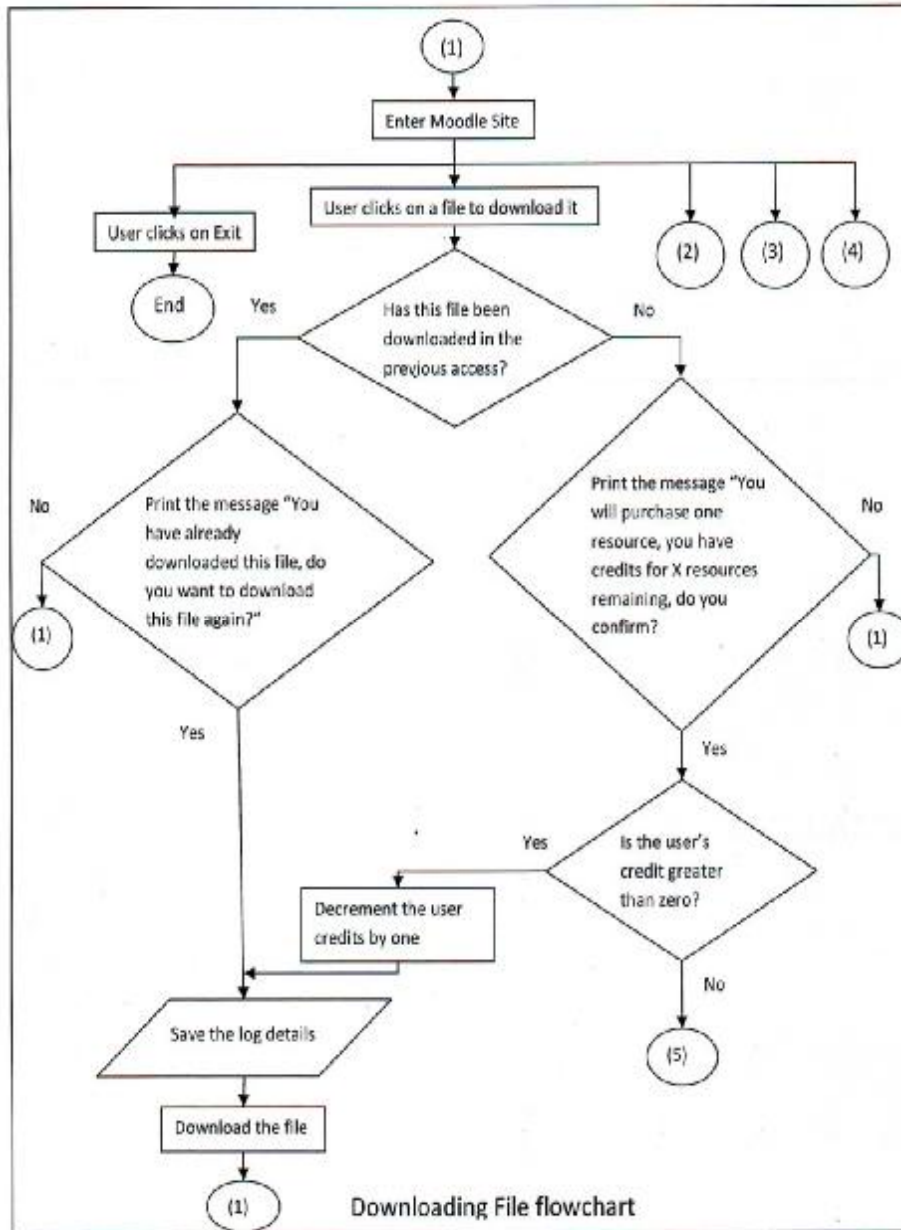 (1)
Enter Moodle Site
User clicks on Exit
User clicks on a file to download it
(2)
(3)
(4)
End
Yes
Has this file been
downloaded in the
previous access?
No
No
Print the message “You
have already
downloaded this file, do
you want to download
this file again?”
(1)
Print the message “You
will purchase one
resource, you have
credits for X resources
remaining, do you
confirm?
No
(1)
Yes
Yes
Yes
Is the user's
credit greater
than zero?
Decrement the user
credits by one
No
Save the log details
(5)
Download the file
(1)
Downloading File flowchart